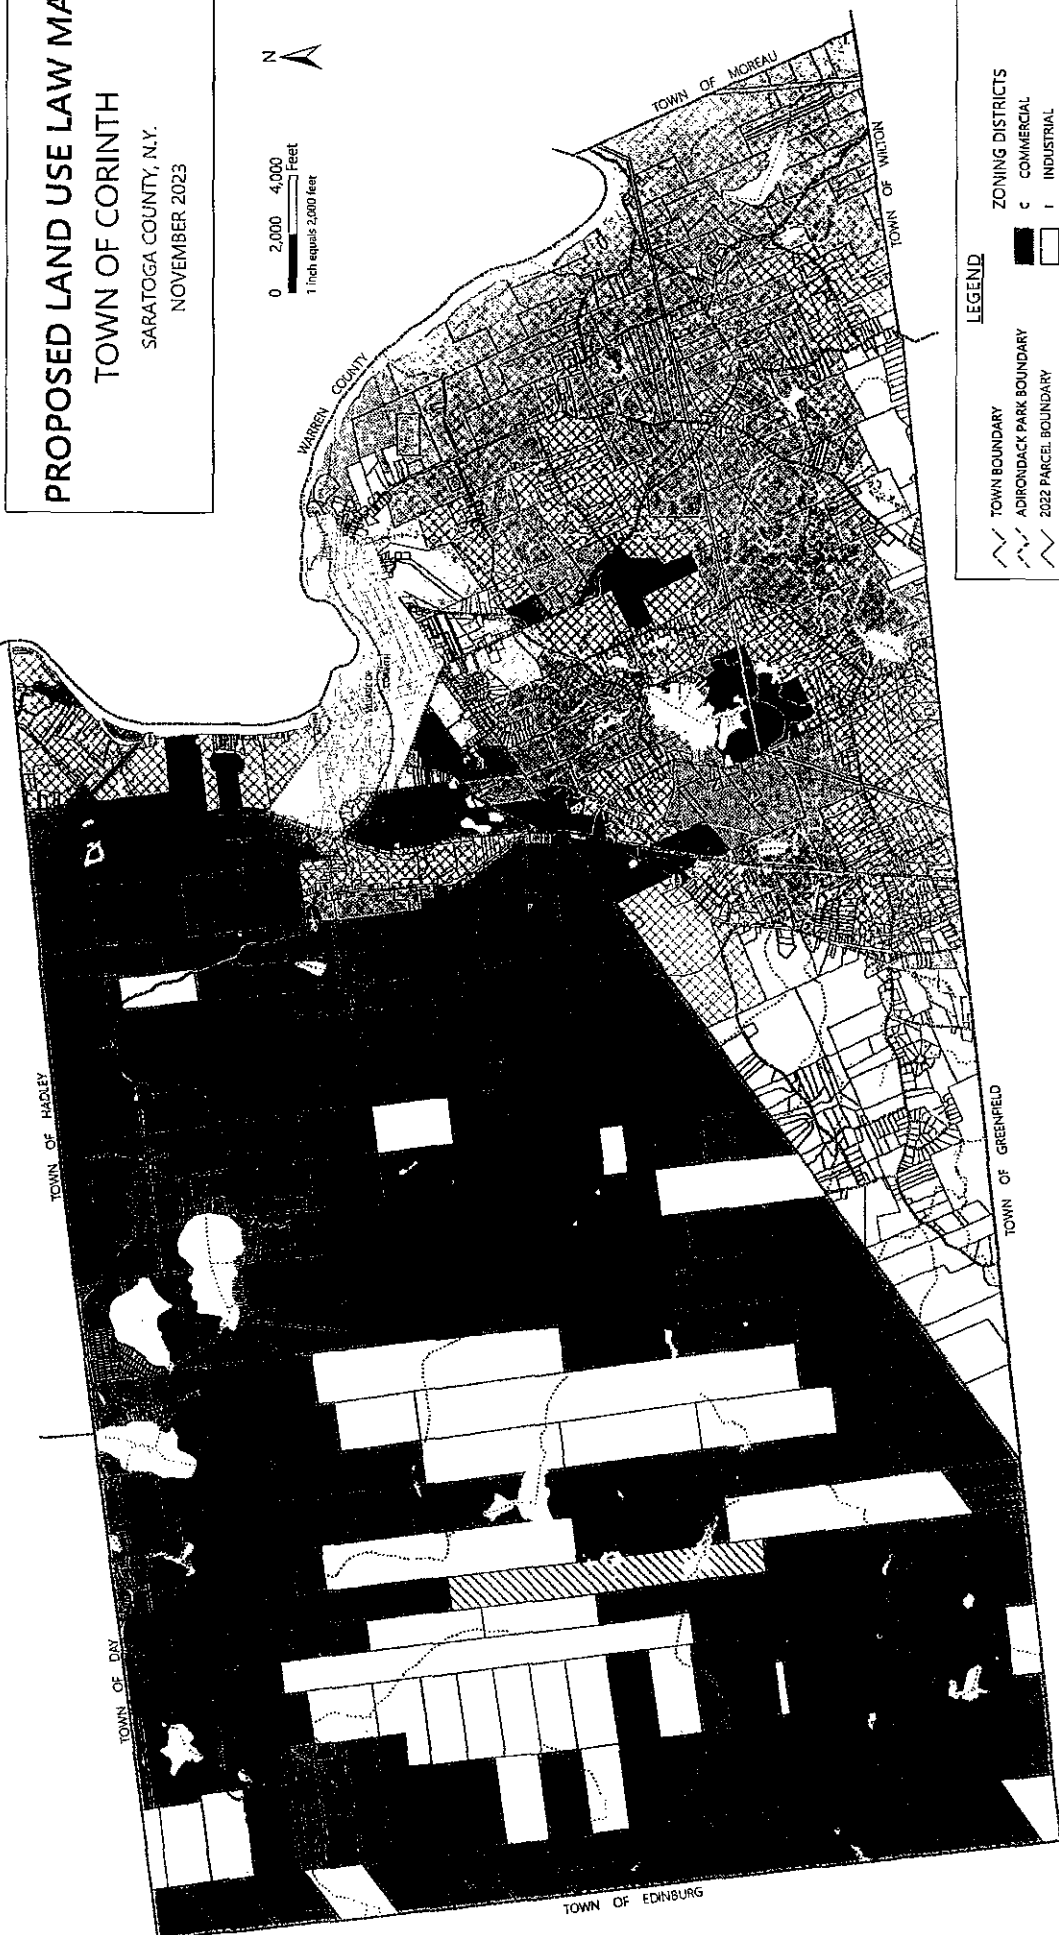 PROPOSED LAND USE LAW MA
TOWN OF CORINTH
SARATOGA COUNTY, N.Y.
NOVEMBER 2023
N
0 2,000 4,000
Feet
1 inch equals 2,000 feet
TOWN OF HADLEY
TOWN OF DAY
TOWN OF EDINBURG
WARREN COUNTY
TOWN OF MOREAU
TOWN OF WILTON
TOWN OF GREENFIELD
LEGEND
TOWN BOUNDARY
ADIRONDACK PARK BOUNDARY
2022 PARCEL BOUNDARY
ZONING DISTRICTS
C COMMERCIAL
I INDUSTRIAL